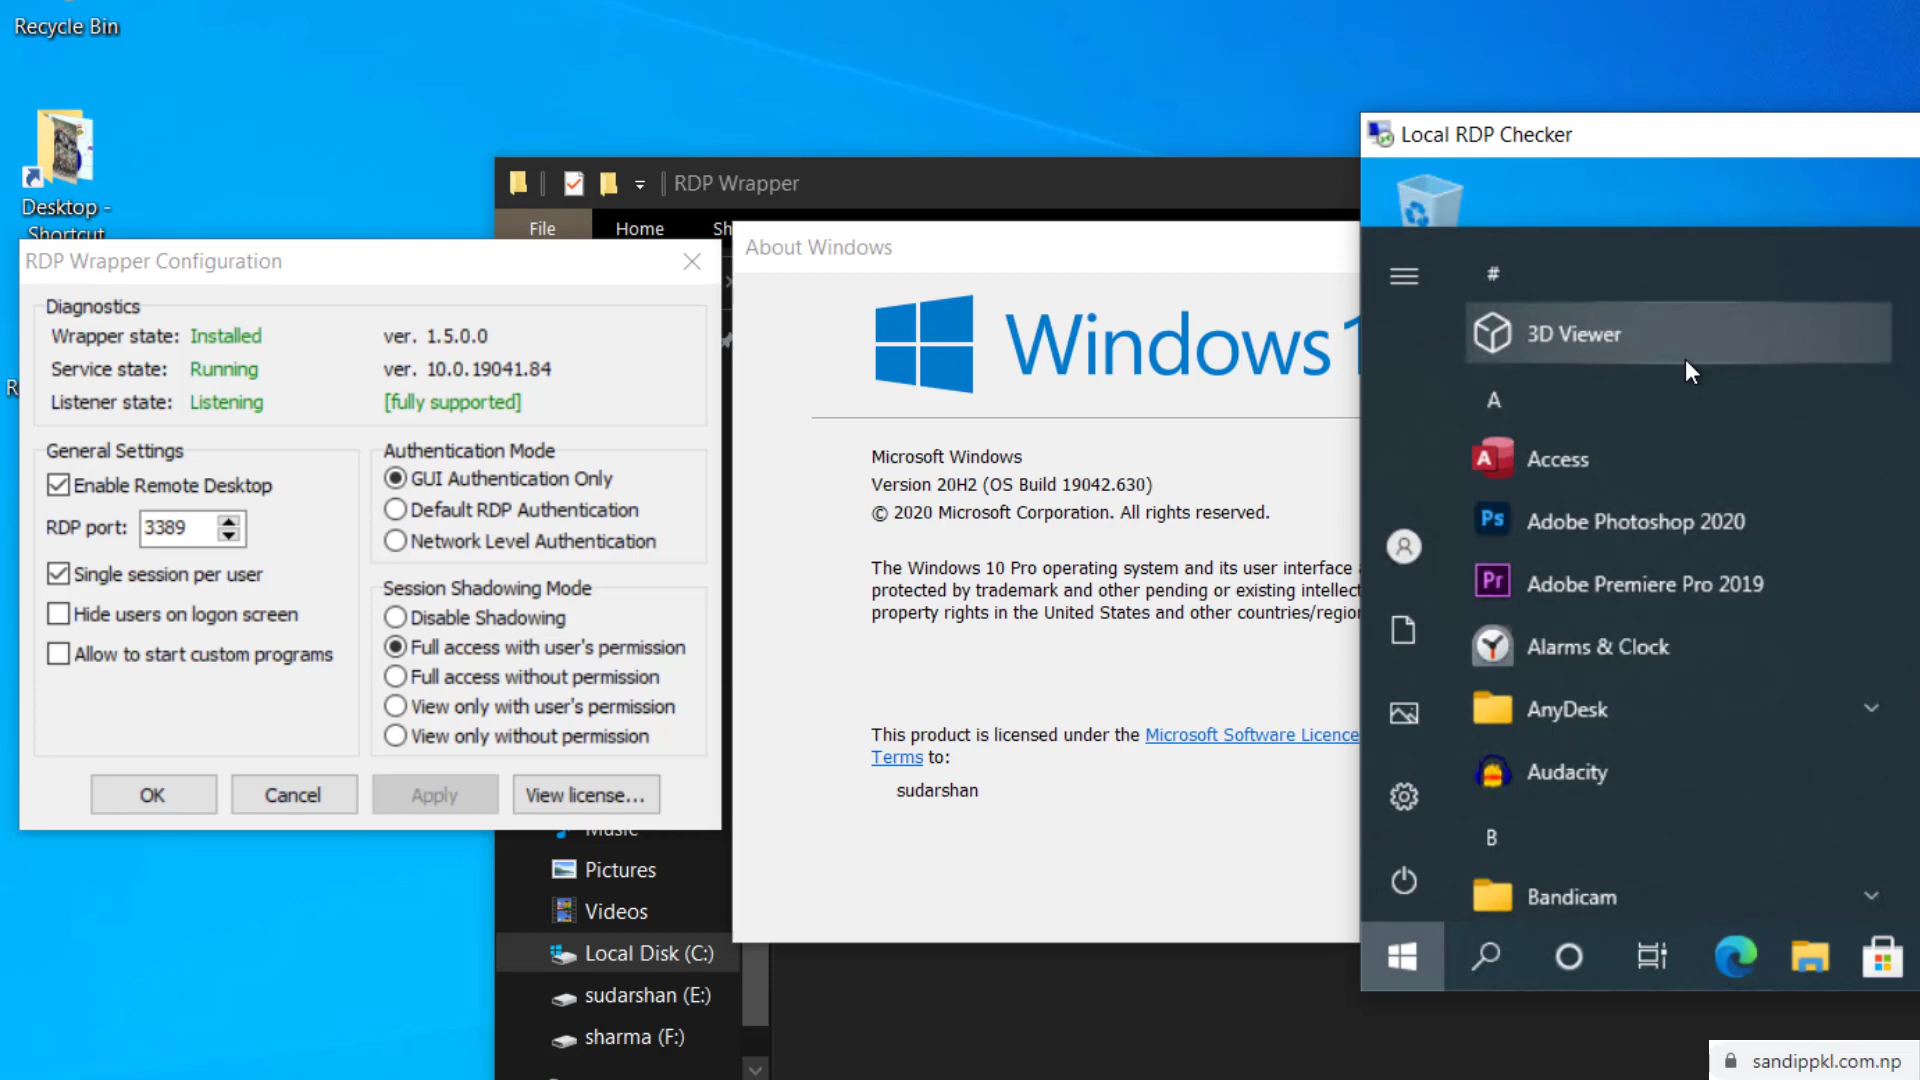 Recycle Bin
Desktop -
Shortcut
RDP Wrapper Configuration
Diagnostics
Wrapper state: Installed ver. 1.5.0.0
Service state: Running ver. 10.0.19041.84
Listener state: Listening [fully supported]
General Settings
Enable Remote Desktop
RDP port: 3389
Single session per user
Hide users on logon screen
Allow to start custom programs
Authentication Mode
GUI Authentication Only
Default RDP Authentication
Network Level Authentication
Session Shadowing Mode
Disable Shadowing
Full access with user's permission
Full access without permission
View only with user's permission
View only without permission
OK Cancel Apply View license...
RDP Wrapper
File Home Sh
Music
Pictures
Videos
Local Disk (C:)
sudarshan (E:)
sharma (F:)
About Windows
Windows 1
Microsoft Windows
Version 20H2 (OS Build 19042.630)
© 2020 Microsoft Corporation. All rights reserved.
The Windows 10 Pro operating system and its user interface
protected by trademark and other pending or existing intellect
property rights in the United States and other countries/region
This product is licensed under the Microsoft Software Licence
Terms to:
sudarshan
Local RDP Checker
#
3D Viewer
A
Access
Adobe Photoshop 2020
Adobe Premiere Pro 2019
Alarms & Clock
AnyDesk
Audacity
B
Bandicam
sandippkl.com.np